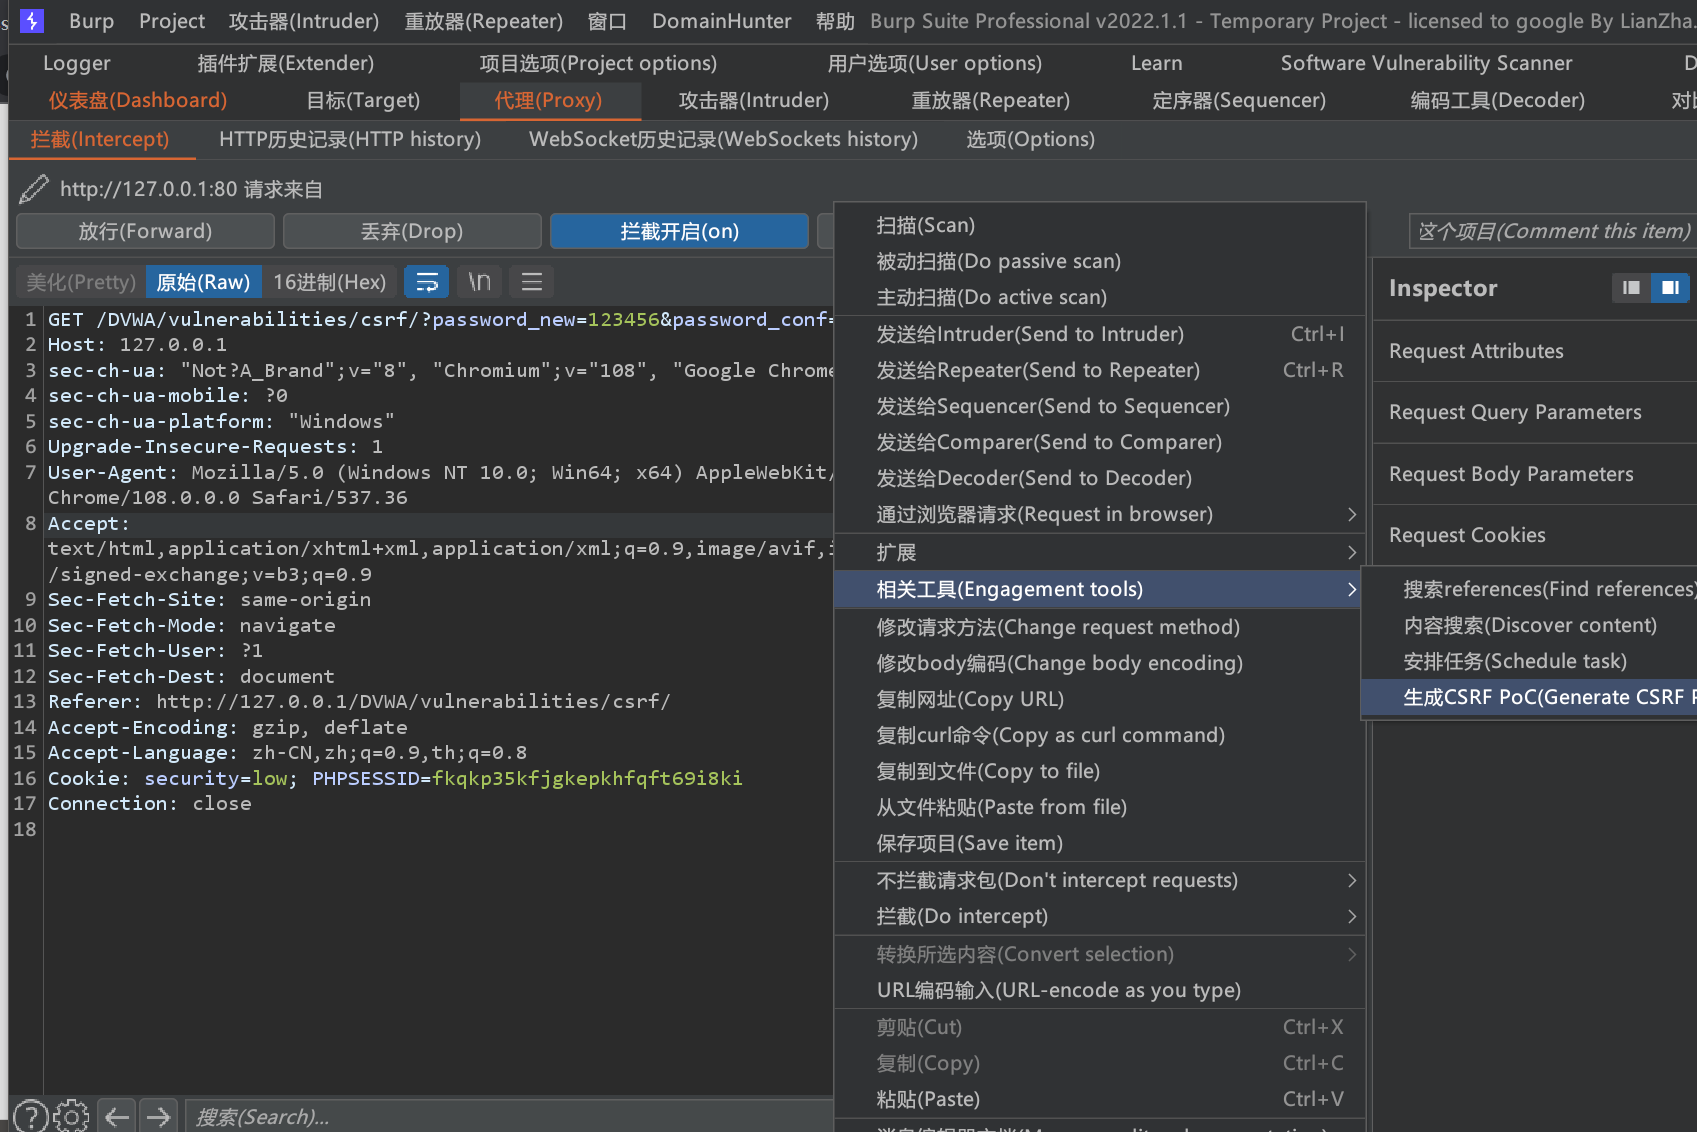 Burp Project 攻击器(Intruder) 重放器(Repeater) 窗口 DomainHunter 帮助 Burp Suite Professional v2022.1.1 - Temporary Project - licensed to google By LianZha.
Logger 插件扩展(Extender) 项目选项(Project options) 用户选项(User options) Learn Software Vulnerability Scanner D
仪表盘(Dashboard) 目标(Target) 代理(Proxy) 攻击器(Intruder) 重放器(Repeater) 定序器(Sequencer) 编码工具(Decoder) 对比
拦截(Intercept) HTTP历史记录(HTTP history) WebSocket历史记录(WebSockets history) 选项(Options)
http://127.0.0.1:80 请求来自
放行(Forward) 丢弃(Drop) 拦截开启(on) 这个项目(Comment this item)
美化(Pretty) 原始(Raw) 16进制(Hex) \n
1 GET /DVWA/vulnerabilities/csrf/?password_new=123456&password_conf=
2 Host: 127.0.0.1
3 sec-ch-ua: "Not?A_Brand";v="8", "Chromium";v="108", "Google Chrome
4 sec-ch-ua-mobile: ?0
5 sec-ch-ua-platform: "Windows"
6 Upgrade-Insecure-Requests: 1
7 User-Agent: Mozilla/5.0 (Windows NT 10.0; Win64; x64) AppleWebKit/
Chrome/108.0.0.0 Safari/537.36
8 Accept:
text/html,application/xhtml+xml,application/xml;q=0.9,image/avif,i
/signed-exchange;v=b3;q=0.9
9 Sec-Fetch-Site: same-origin
10 Sec-Fetch-Mode: navigate
11 Sec-Fetch-User: ?1
12 Sec-Fetch-Dest: document
13 Referer: http://127.0.0.1/DVWA/vulnerabilities/csrf/
14 Accept-Encoding: gzip, deflate
15 Accept-Language: zh-CN,zh;q=0.9,th;q=0.8
16 Cookie: security=low; PHPSESSID=fkqkp35kfjgkepkhfqft69i8ki
17 Connection: close
18
扫描(Scan)
被动扫描(Do passive scan)
主动扫描(Do active scan)
发送给Intruder(Send to Intruder) Ctrl+I
发送给Repeater(Send to Repeater) Ctrl+R
发送给Sequencer(Send to Sequencer)
发送给Comparer(Send to Comparer)
发送给Decoder(Send to Decoder)
通过浏览器请求(Request in browser)
扩展
相关工具(Engagement tools)
修改请求方法(Change request method)
修改body编码(Change body encoding)
复制网址(Copy URL)
复制curl命令(Copy as curl command)
复制到文件(Copy to file)
从文件粘贴(Paste from file)
保存项目(Save item)
不拦截请求包(Don't intercept requests)
拦截(Do intercept)
转换所选内容(Convert selection)
URL编码输入(URL-encode as you type)
剪贴(Cut) Ctrl+X
复制(Copy) Ctrl+C
粘贴(Paste) Ctrl+V
Inspector
Request Attributes
Request Query Parameters
Request Body Parameters
Request Cookies
搜索references(Find references)
内容搜索(Discover content)
安排任务(Schedule task)
生成CSRF PoC(Generate CSRF P
? 搜索(Search)...